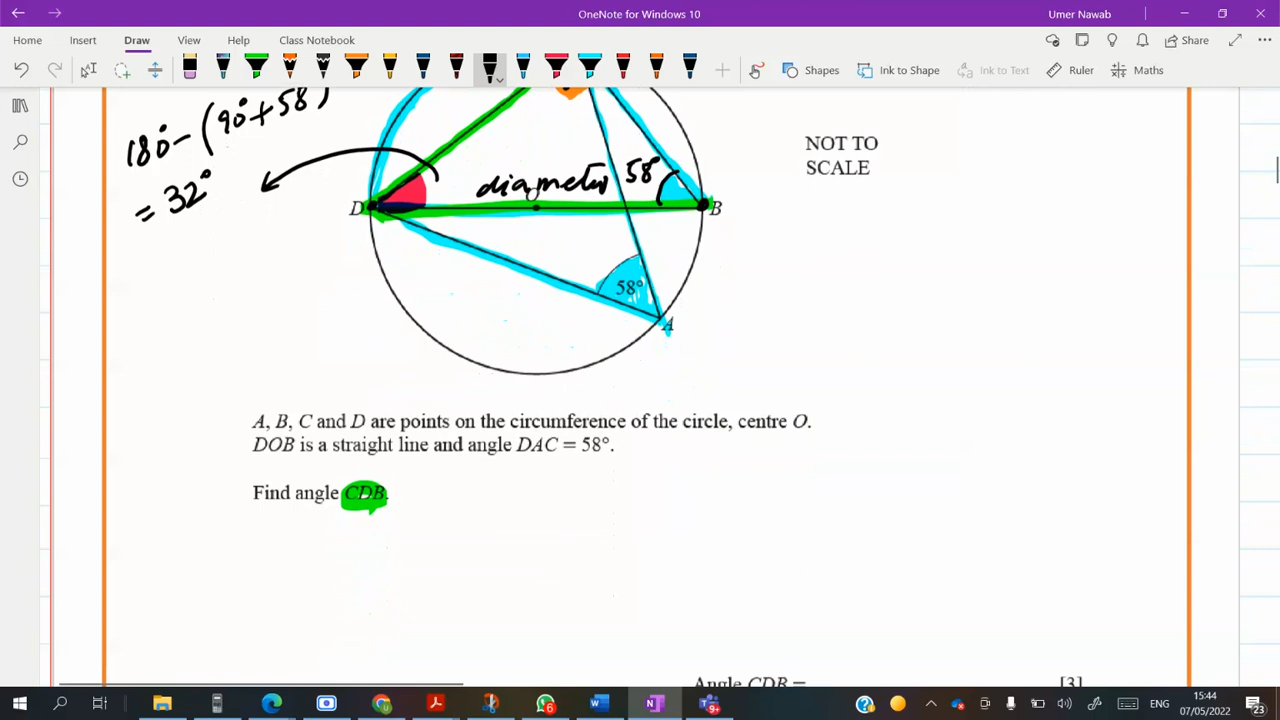 OneNote for Windows 10
Umer Nawab
Home
Insert
Draw
View
Help
Class Notebook
Share
Shapes
Ink to Shape
Ink to Text
Ruler
Maths
180°-(90°+58)
= 32°
diameter
58°
D
B
58°
A
NOT TO
SCALE
A, B, C and D are points on the circumference of the circle, centre O.
DOB is a straight line and angle DAC = 58°.
Find angle CDB.
Angle CDB =
[3]
6
9+
ENG
15:44
07/05/2022
23